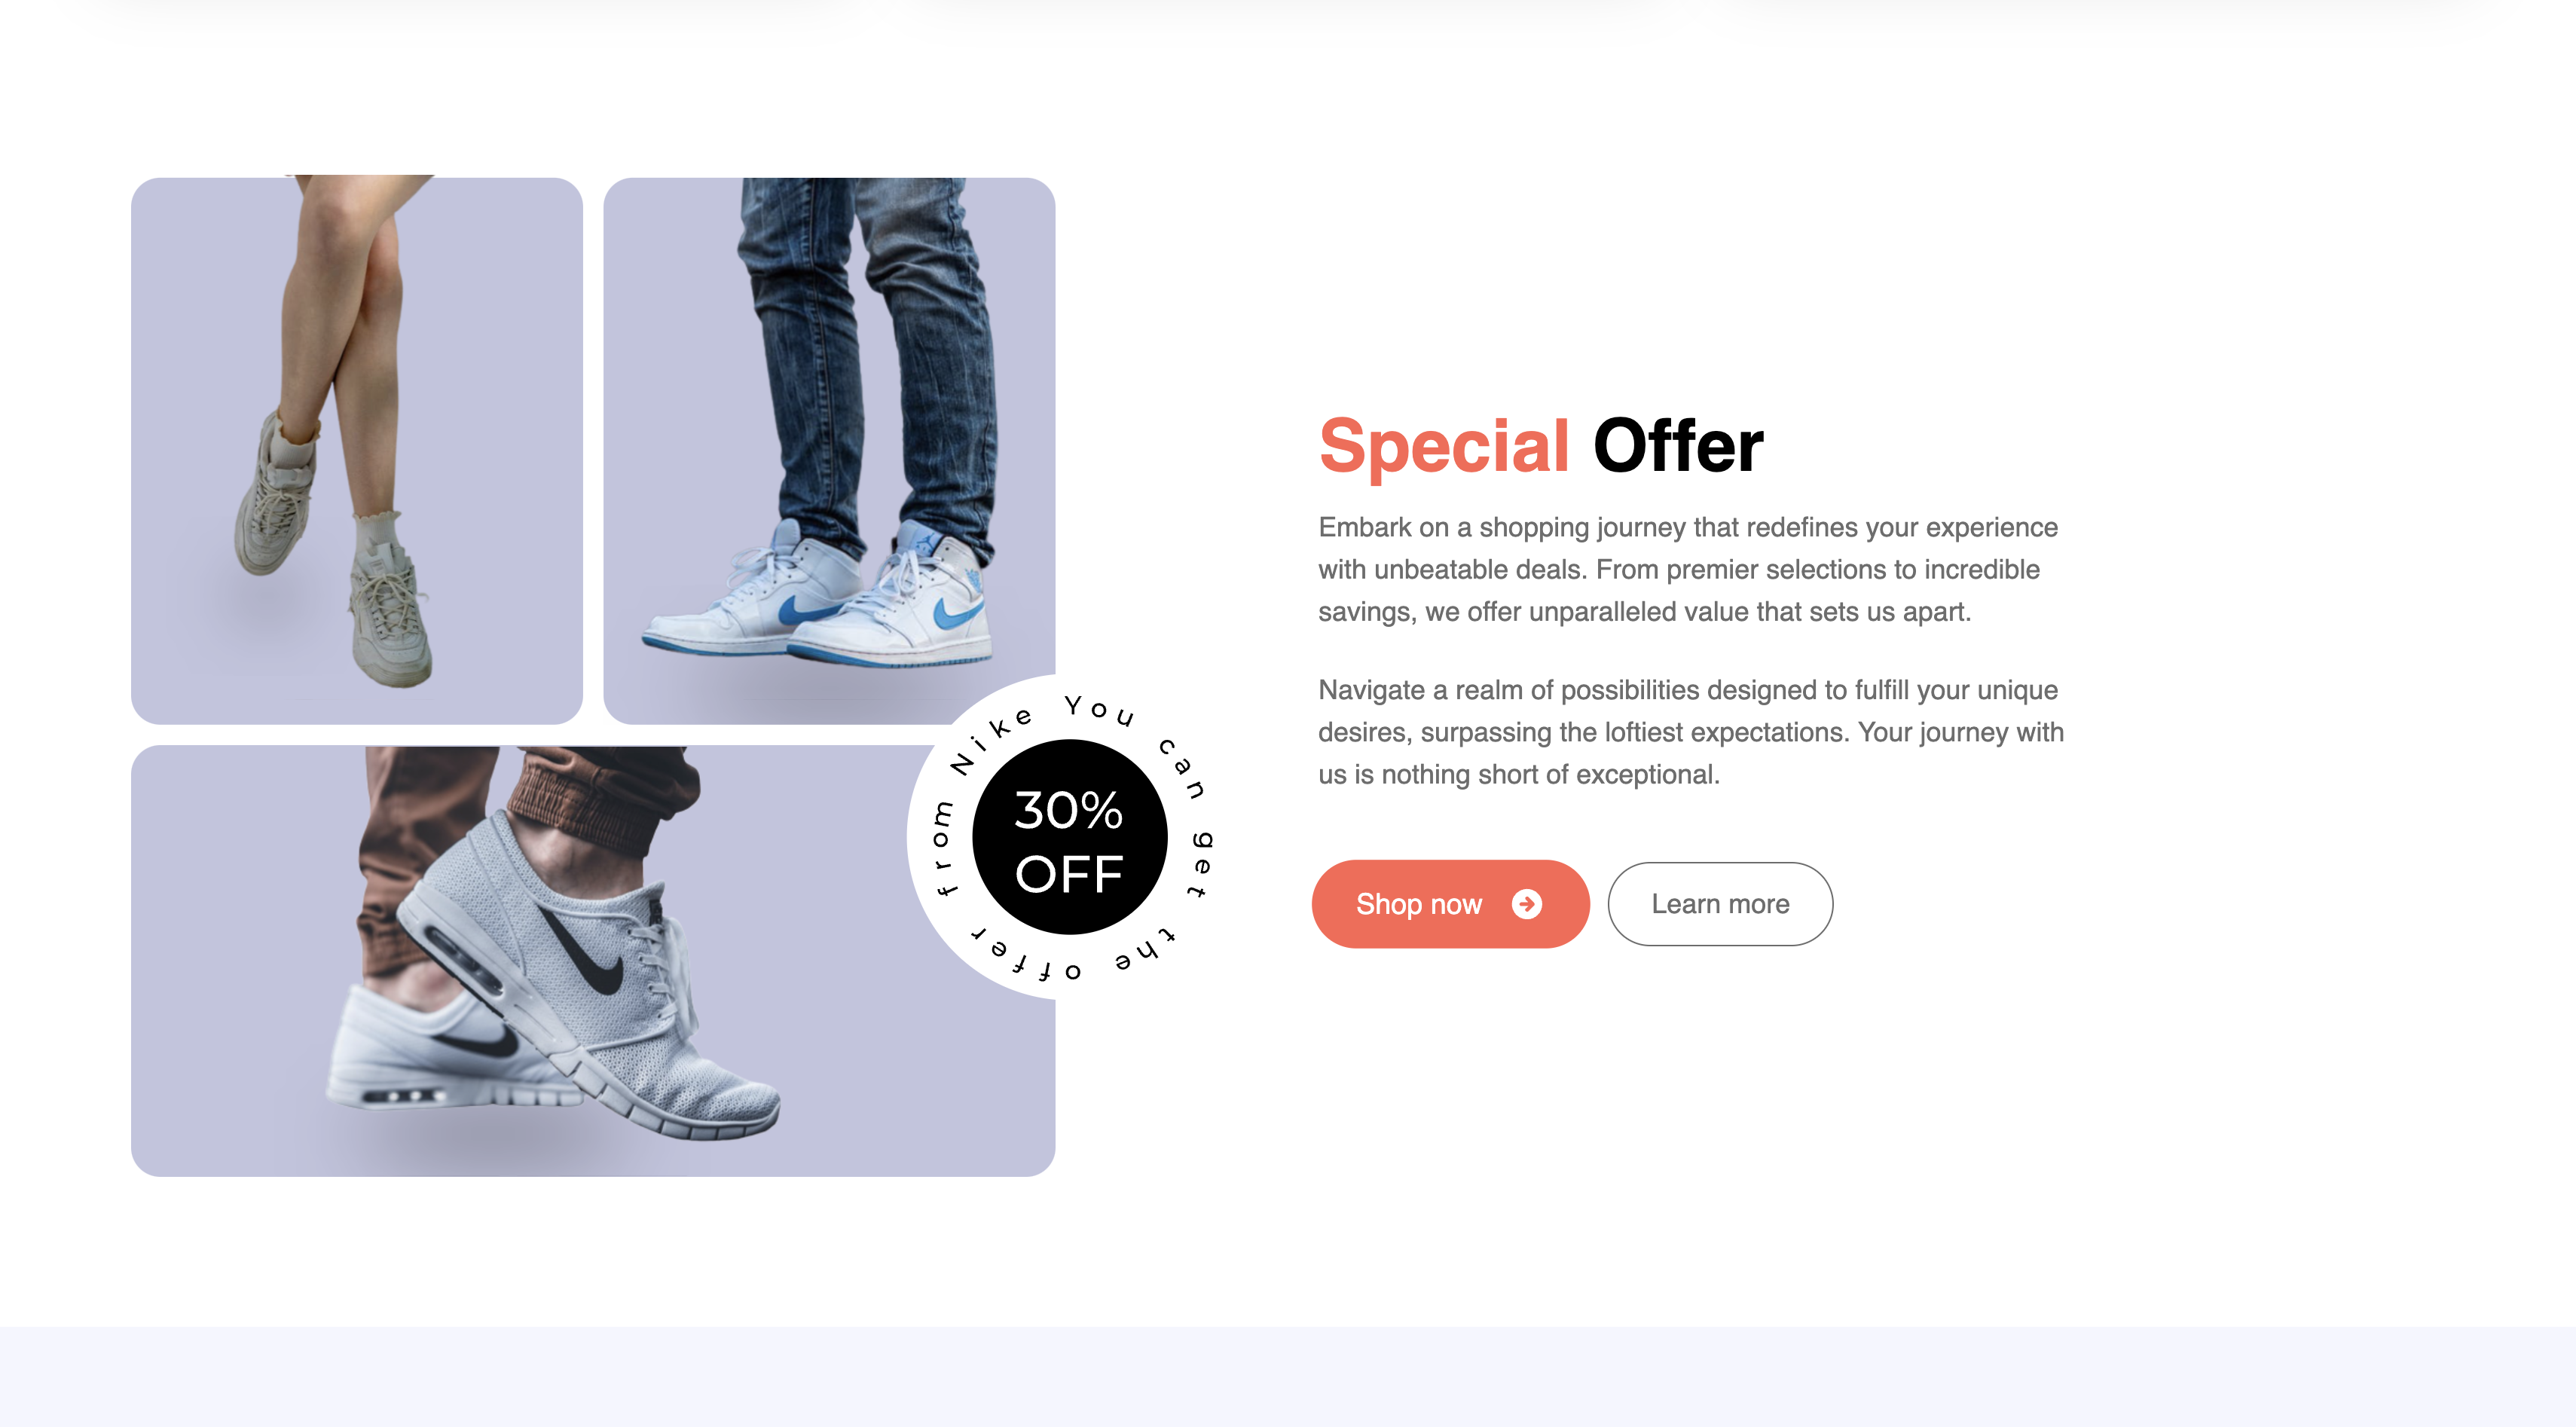 Special Offer
Embark on a shopping journey that redefines your experience
with unbeatable deals. From premier selections to incredible
savings, we offer unparalleled value that sets us apart.
Navigate a realm of possibilities designed to fulfill your unique
desires, surpassing the loftiest expectations. Your journey with
us is nothing short of exceptional.
You can get the offer from Nike
30%
OFF
Shop now
Learn more